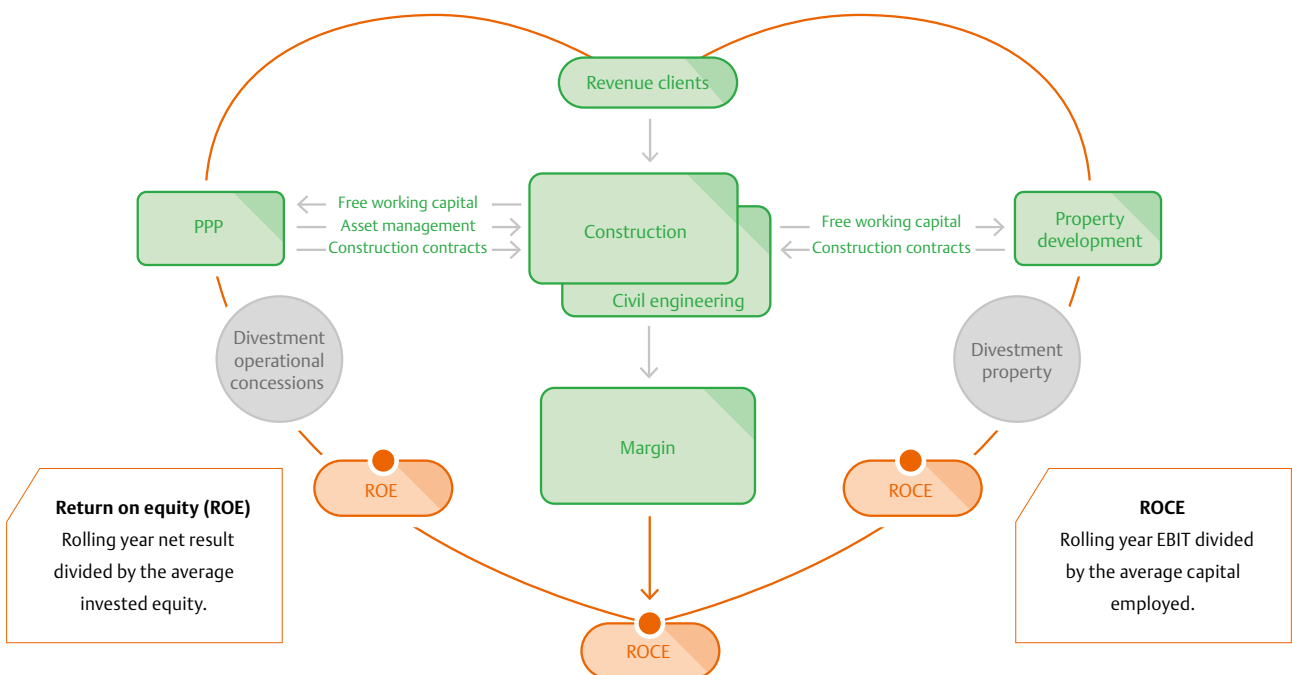 Revenue clients
PPP
Free working capital
Asset management
Construction contracts
Construction
Civil engineering
Free working capital
Construction contracts
Property
development
Divestment
operational
concessions
Divestment
property
Margin
ROE
ROCE
Return on equity (ROE)
Rolling year net result
divided by the average
invested equity.
ROCE
Rolling year EBIT divided
by the average capital
employed.
ROCE